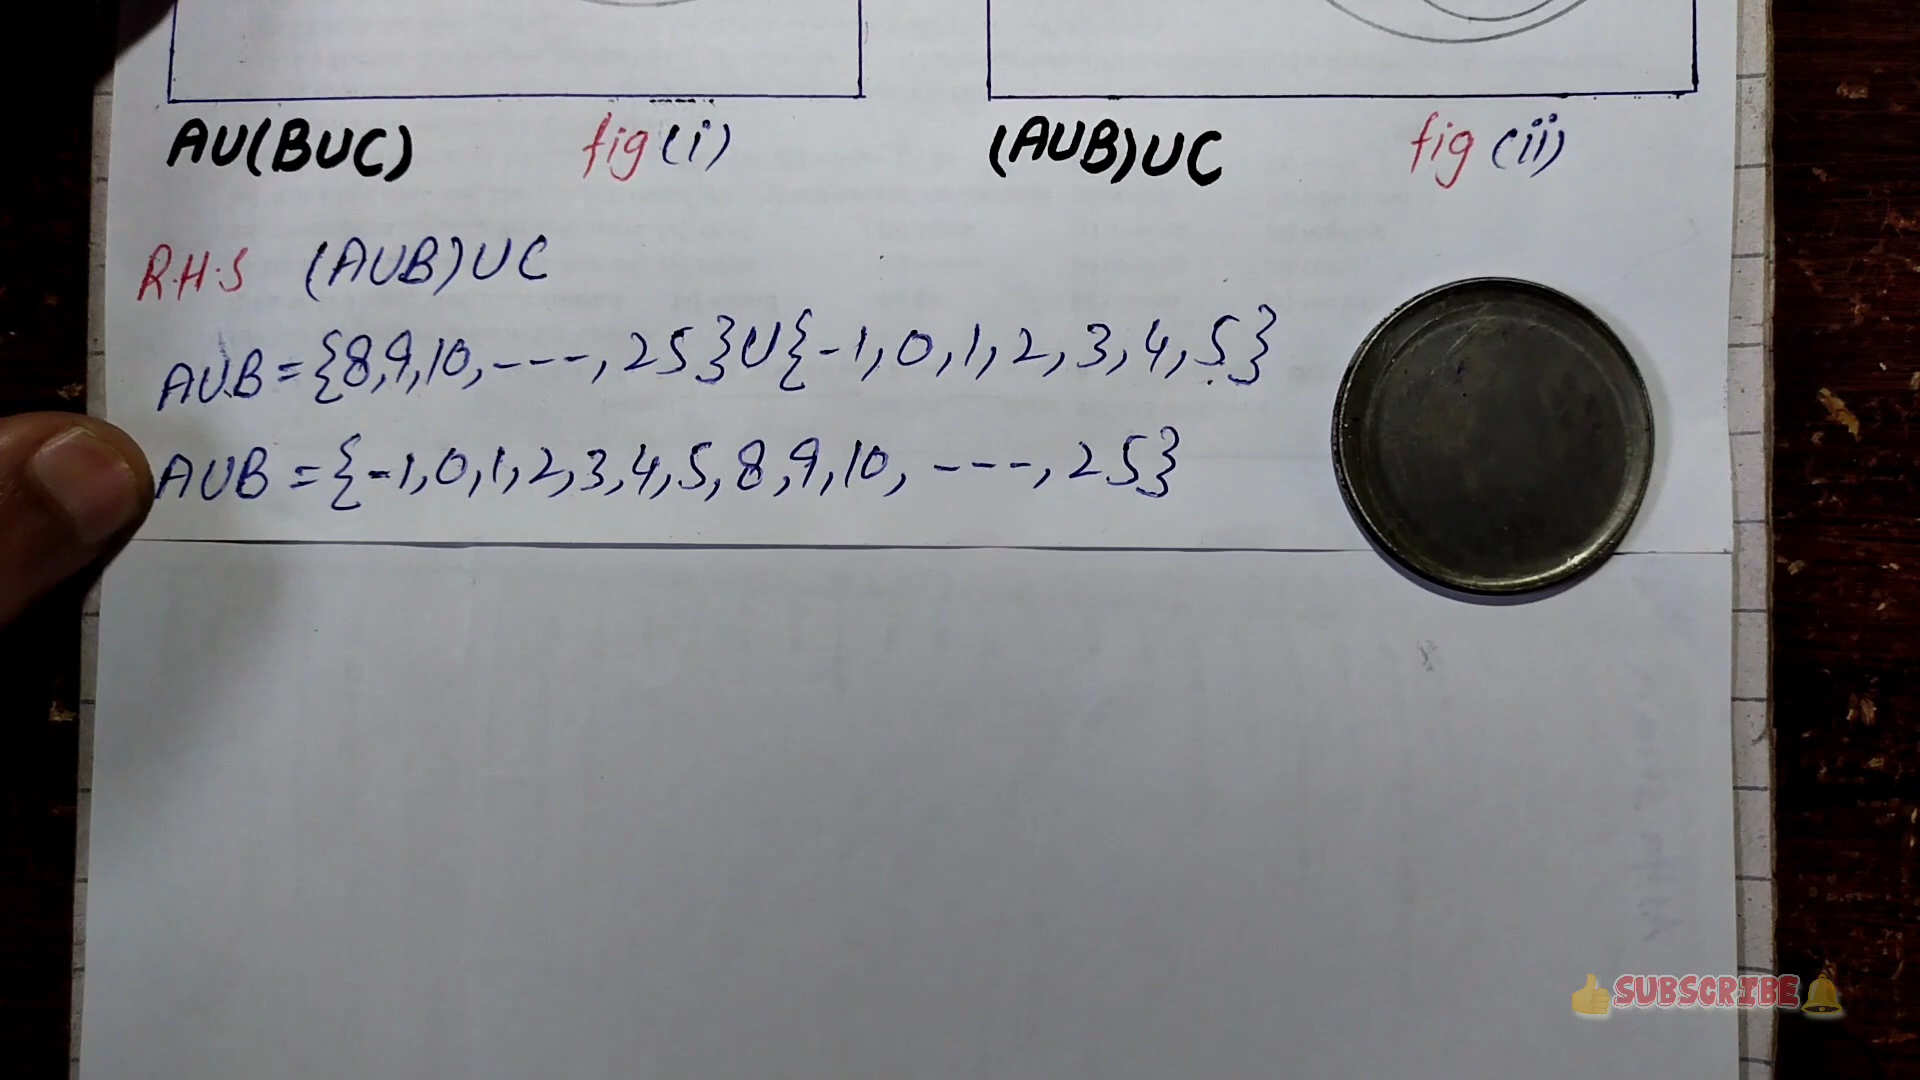 AU(BUC) fig (i) (AUB)UC fig (ii)
R.H.S (AUB)UC
AUB = {8,9,10, ---, 25}U{-1,0,1,2,3,4,5}
AUB = {-1,0,1,2,3,4,5,8,9,10, ---, 25}
SUBSCRIBE